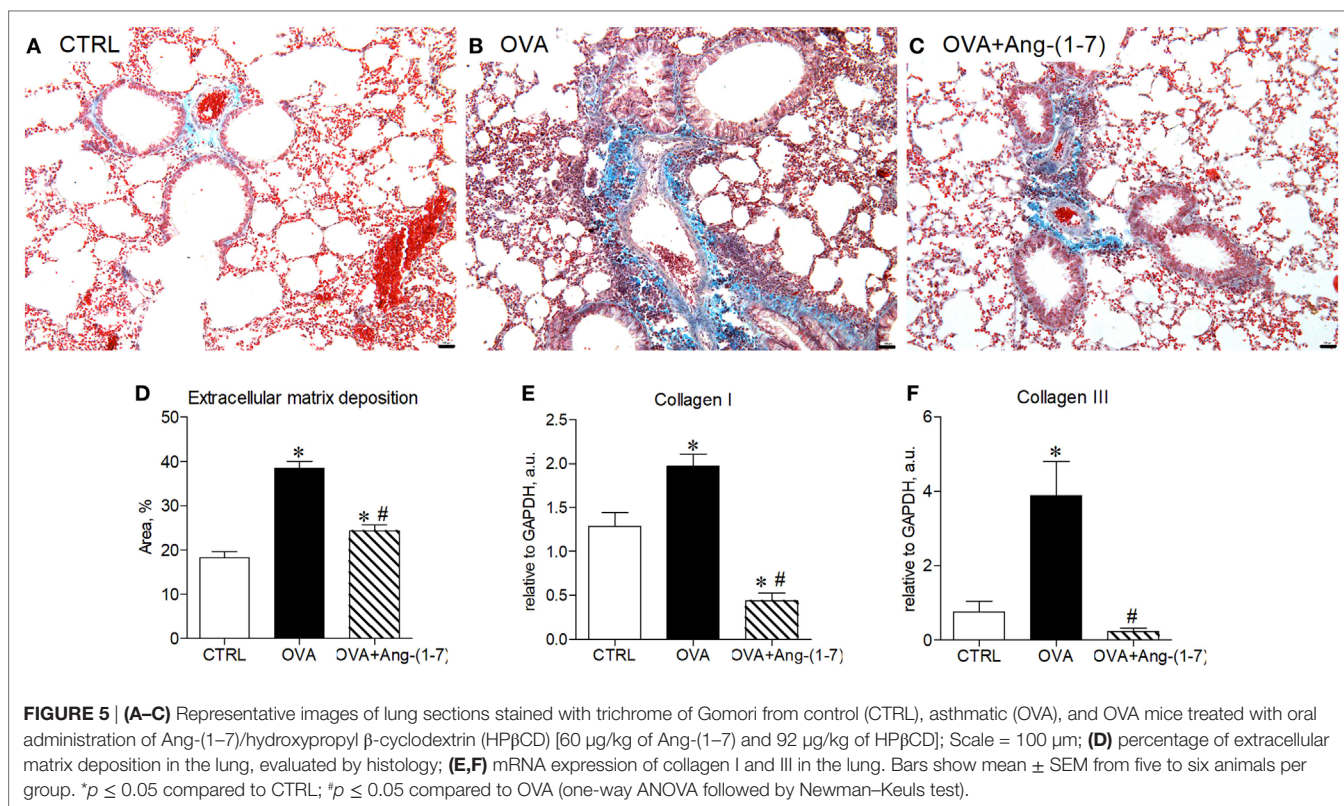 A CTRL
B OVA
C OVA+Ang-(1-7)
D
Extracellular matrix deposition
Area, %
50
40
30
20
10
0
*
* #
CTRL
OVA
OVA+Ang-(1-7)
E
Collagen I
relative to GAPDH, a.u.
2.5
2.0
1.5
1.0
0.5
0.0
*
* #
CTRL
OVA
OVA+Ang-(1-7)
F
Collagen III
relative to GAPDH, a.u.
6
4
2
0
*
#
CTRL
OVA
OVA+Ang-(1-7)
FIGURE 5 | (A–C) Representative images of lung sections stained with trichrome of Gomori from control (CTRL), asthmatic (OVA), and OVA mice treated with oral
administration of Ang-(1–7)/hydroxypropyl β-cyclodextrin (HPβCD) [60 μg/kg of Ang-(1–7) and 92 μg/kg of HPβCD]; Scale = 100 μm; (D) percentage of extracellular
matrix deposition in the lung, evaluated by histology; (E,F) mRNA expression of collagen I and III in the lung. Bars show mean ± SEM from five to six animals per
group. *p ≤ 0.05 compared to CTRL; #p ≤ 0.05 compared to OVA (one-way ANOVA followed by Newman–Keuls test).